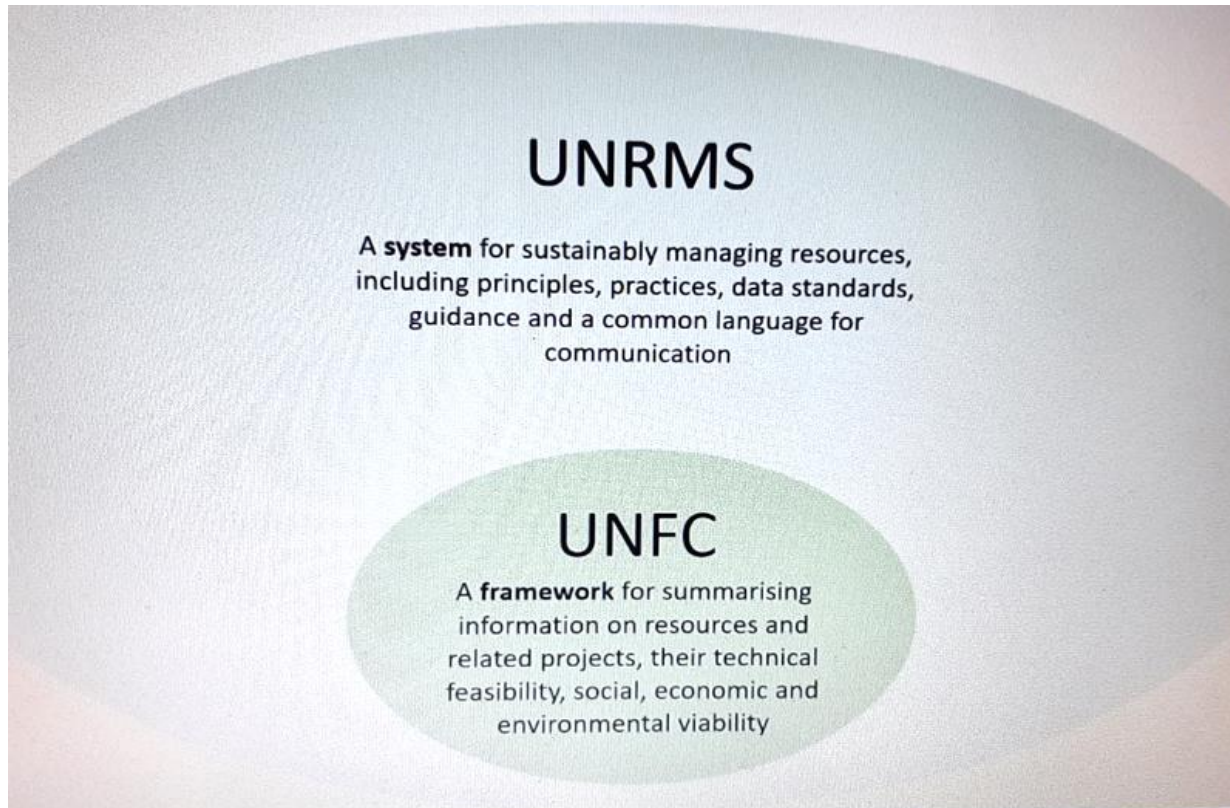 UNRMS
A system for sustainably managing resources,
including principles, practices, data standards,
guidance and a common language for
communication
UNFC
A framework for summarising
information on resources and
related projects, their technical
feasibility, social, economic and
environmental viability